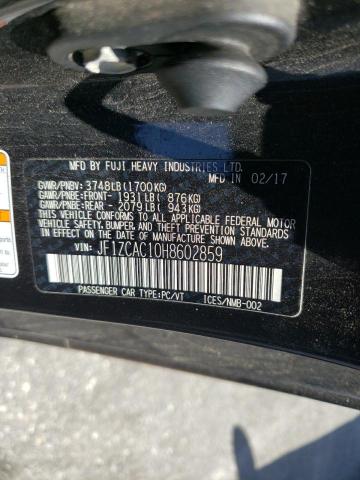 MFD BY FUJI HEAVY INDUSTRIES LTD.
GVWR/PNBV: 3748LB(1700KG) MFD IN 02/17
GAWR/PNBE:FRONT- 1931LB( 876KG)
GAWR/PNBE:REAR - 2079LB( 943KG)
THIS VEHICLE CONFORMS TO ALL APPLICABLE FEDERAL MOTOR
VEHICLE SAFETY, BUMPER, AND THEFT PREVENTION STANDARDS
IN EFFECT ON THE DATE OF MANUFACTURE SHOWN ABOVE.
JF1ZCAC10H8602859
PASSENGER CAR TYPE:PC/VT ICES/NMB-002